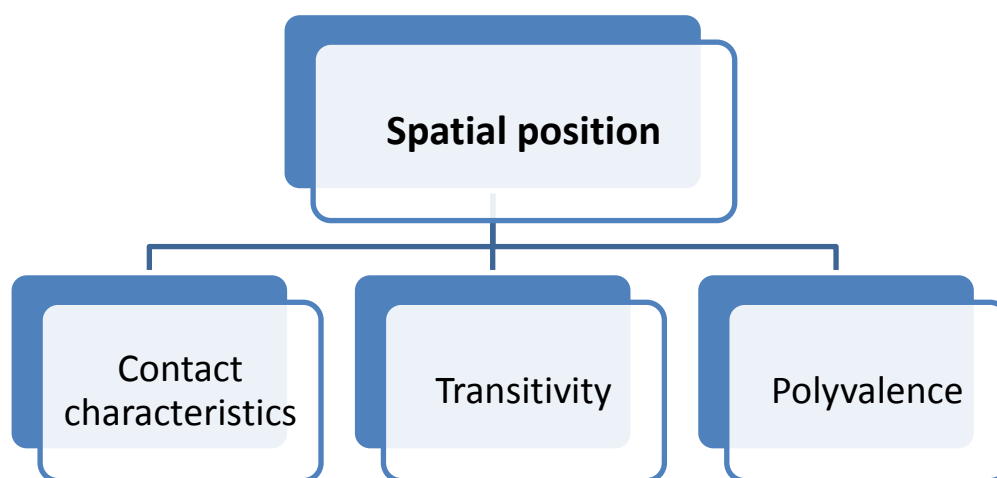 Spatial position
Contact
characteristics
Transitivity
Polyvalence